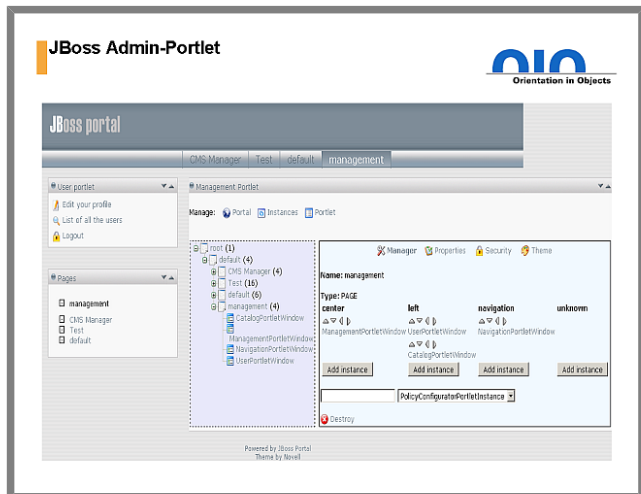 JBoss Admin-Portlet
Orientation in Objects
JBoss portal
CMS Manager Test default management
User portlet
Edit your profile
List of all the users
Logout
Pages
management
CMS Manager
Test
default
Management Portlet
Manage: Portal Instances Portlet
root (1)
default (4)
CMS Manager (4)
Test (16)
default (6)
management (4)
CatalogPortletWindow
ManagementPortletWindow
NavigationPortletWindow
UserPortletWindow
Manager Properties Security Theme
Name: management
Type: PAGE
center left navigation unknown
ManagementPortletWindow UserPortletWindow NavigationPortletWindow
CatalogPortletWindow
Add instance Add instance Add instance Add instance
PolicyConfiguratorPortletInstance
Destroy
Powered by JBoss Portal
Theme by Novell